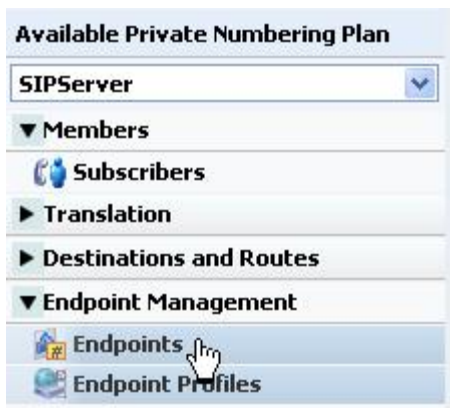 Available Private Numbering Plan
SIPServer
Members
Subscribers
Translation
Destinations and Routes
Endpoint Management
Endpoints
Endpoint Profiles